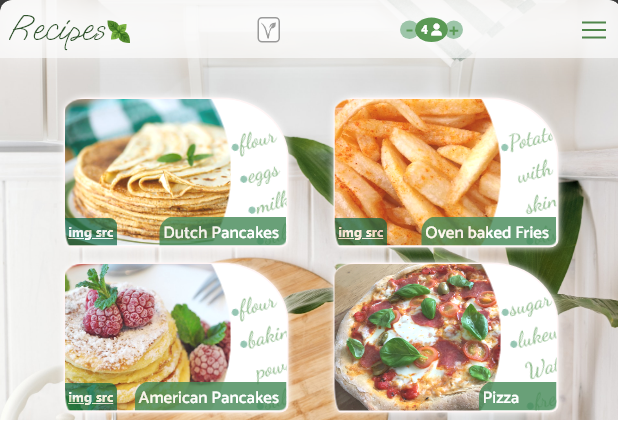 Recipes
- 4 +
•flour
•eggs
•milk
img src
Dutch Pancakes
•Potato
with
skin
img src
Oven baked Fries
•flour
•bakin
pow
img src
American Pancakes
•sugar
•lukew
Wat
Pizza